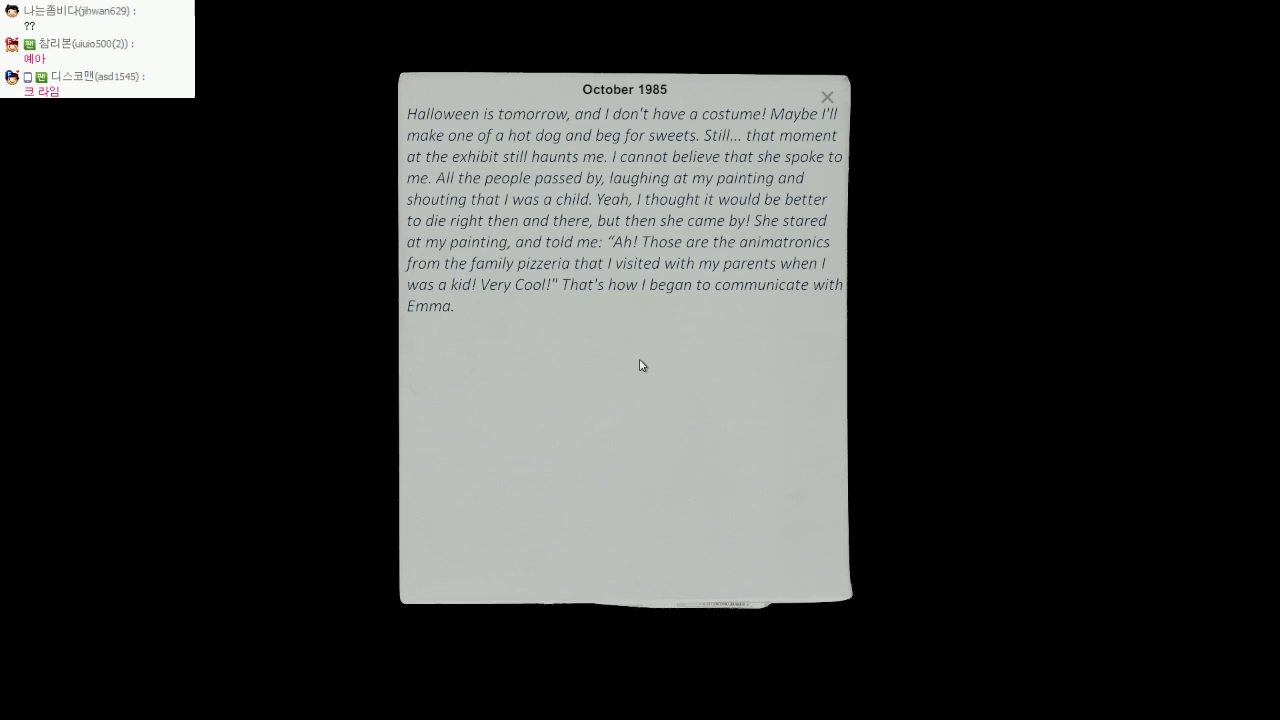 나는좀비다(jihwan629) :
??
팬 참리본(uiuio500(2)) :
예아
팬 디스코맨(asd1545) :
크 라임
October 1985
Halloween is tomorrow, and I don't have a costume! Maybe I'll
make one of a hot dog and beg for sweets. Still... that moment
at the exhibit still haunts me. I cannot believe that she spoke to
me. All the people passed by, laughing at my painting and
shouting that I was a child. Yeah, I thought it would be better
to die right then and there, but then she came by! She stared
at my painting, and told me: “Ah! Those are the animatronics
from the family pizzeria that I visited with my parents when I
was a kid! Very Cool!" That's how I began to communicate with
Emma.